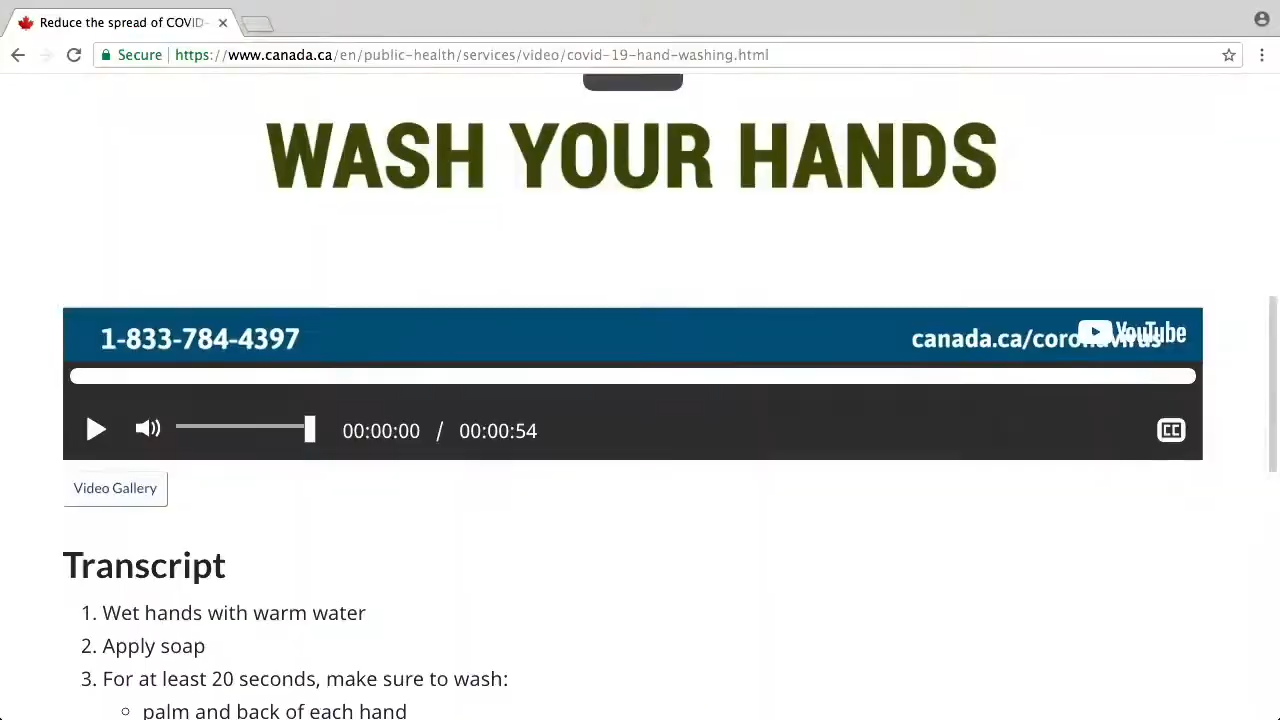 Reduce the spread of COVID-
Secure https://www.canada.ca/en/public-health/services/video/covid-19-hand-washing.html
WASH YOUR HANDS
1-833-784-4397
canada.ca/coronavirus
YouTube
00:00:00 / 00:00:54
CC
Video Gallery
Transcript
1. Wet hands with warm water
2. Apply soap
3. For at least 20 seconds, make sure to wash:
○ palm and back of each hand